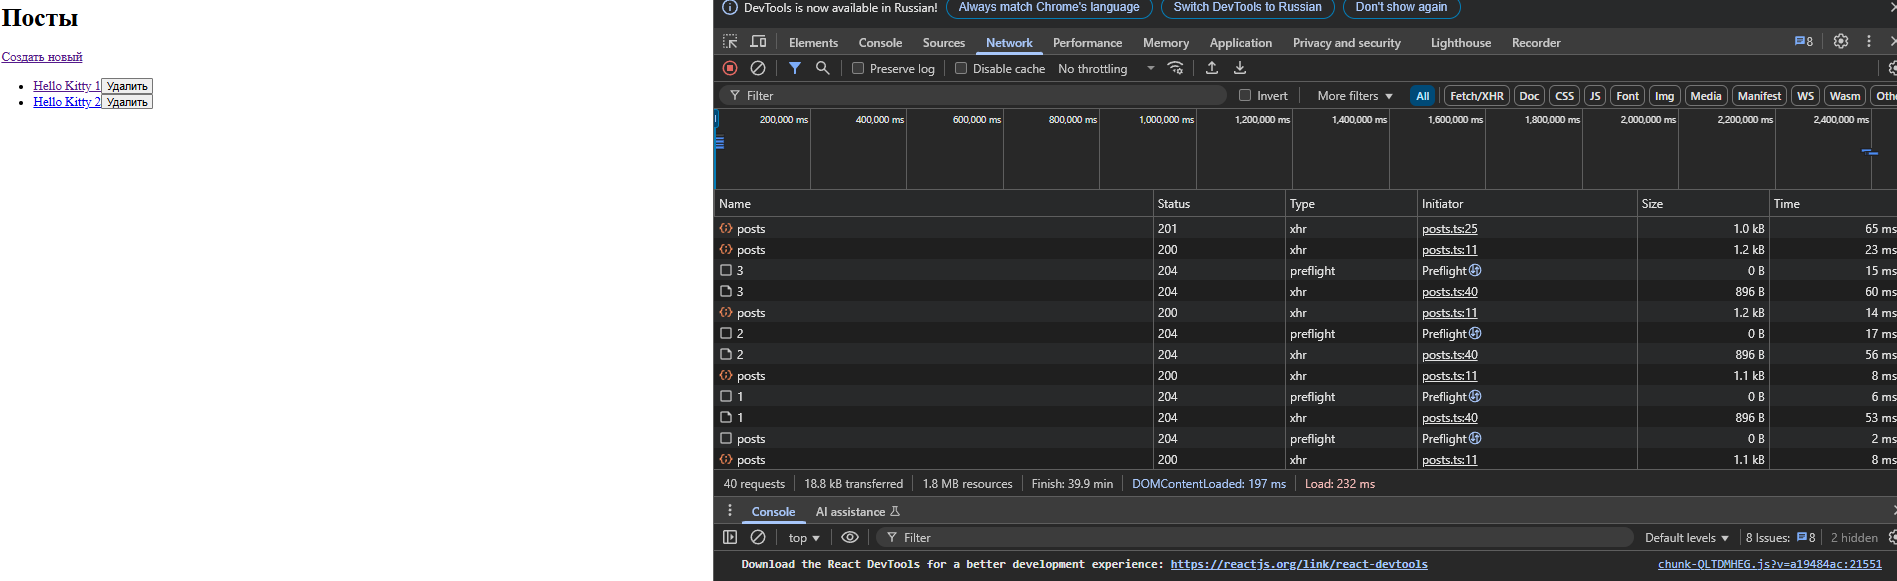 Посты
Создать новый
Hello Kitty 1 Удалить
Hello Kitty 2 Удалить
DevTools is now available in Russian! Always match Chrome's language Switch DevTools to Russian Don't show again
Elements Console Sources Network Performance Memory Application Privacy and security Lighthouse Recorder 8
Preserve log Disable cache No throttling
Filter Invert More filters All Fetch/XHR Doc CSS JS Font Img Media Manifest WS Wasm
200,000 ms 400,000 ms 600,000 ms 800,000 ms 1,000,000 ms 1,200,000 ms 1,400,000 ms 1,600,000 ms 1,800,000 ms 2,000,000 ms 2,200,000 ms 2,400,000 ms
Name Status Type Initiator Size Time
posts 201 xhr posts.ts:25 1.0 kB 65 ms
posts 200 xhr posts.ts:11 1.2 kB 23 ms
3 204 preflight Preflight 0 B 15 ms
3 204 xhr posts.ts:40 896 B 60 ms
posts 200 xhr posts.ts:11 1.2 kB 14 ms
2 204 preflight Preflight 0 B 17 ms
2 204 xhr posts.ts:40 896 B 56 ms
posts 200 xhr posts.ts:11 1.1 kB 8 ms
1 204 preflight Preflight 0 B 6 ms
1 204 xhr posts.ts:40 896 B 53 ms
posts 204 preflight Preflight 0 B 2 ms
posts 200 xhr posts.ts:11 1.1 kB 8 ms
40 requests 18.8 kB transferred 1.8 MB resources Finish: 39.9 min DOMContentLoaded: 197 ms Load: 232 ms
Console AI assistance
top Filter Default levels 8 Issues: 8 2 hidden
Download the React DevTools for a better development experience: https://reactjs.org/link/react-devtools chunk-QLTDMHEG.js?v=a19484ac:21551